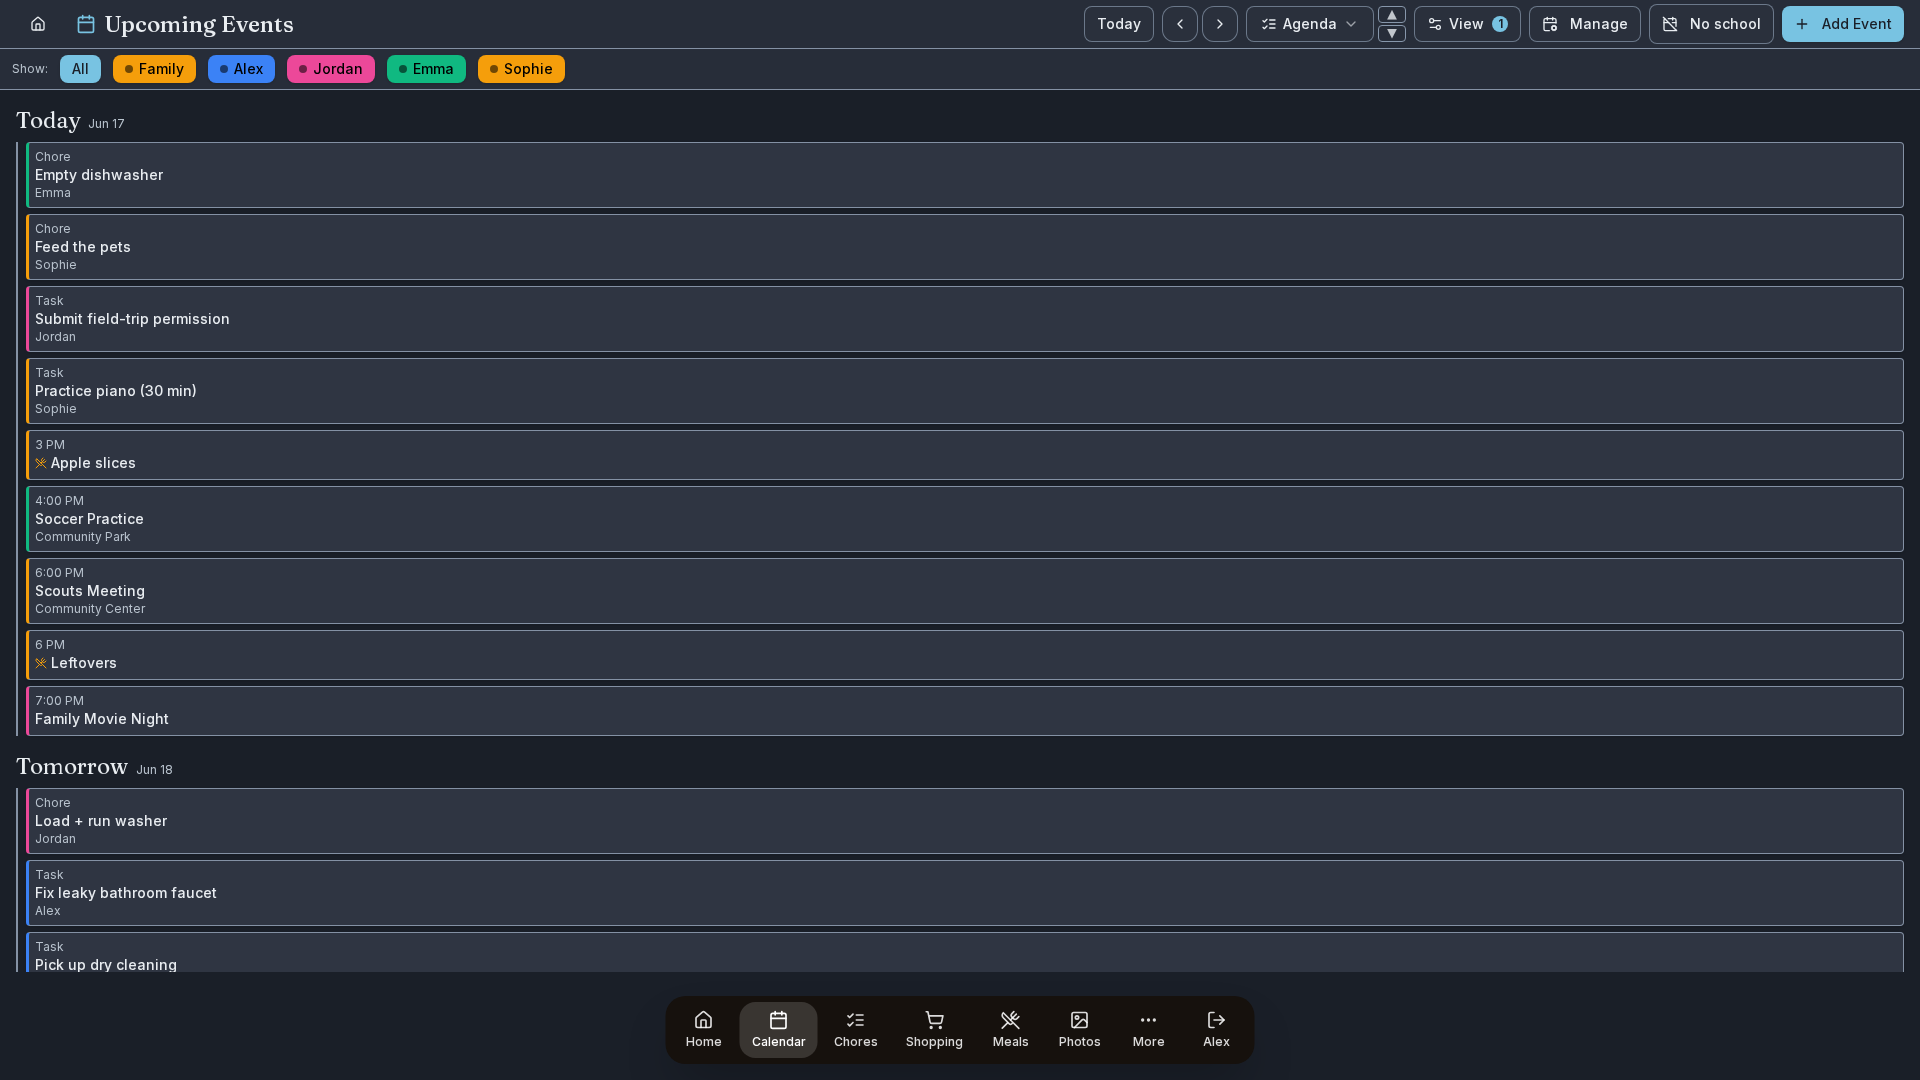 Upcoming Events
Today
Agenda
▲
▼
View 1
Manage
No school
Add Event
Show:
All
Family
Alex
Jordan
Emma
Sophie
Today Jun 17
Chore
Empty dishwasher
Emma
Chore
Feed the pets
Sophie
Task
Submit field-trip permission
Jordan
Task
Practice piano (30 min)
Sophie
3 PM
Apple slices
4:00 PM
Soccer Practice
Community Park
6:00 PM
Scouts Meeting
Community Center
6 PM
Leftovers
7:00 PM
Family Movie Night
Tomorrow Jun 18
Chore
Load + run washer
Jordan
Task
Fix leaky bathroom faucet
Alex
Task
Pick up dry cleaning
Home
Calendar
Chores
Shopping
Meals
Photos
More
Alex